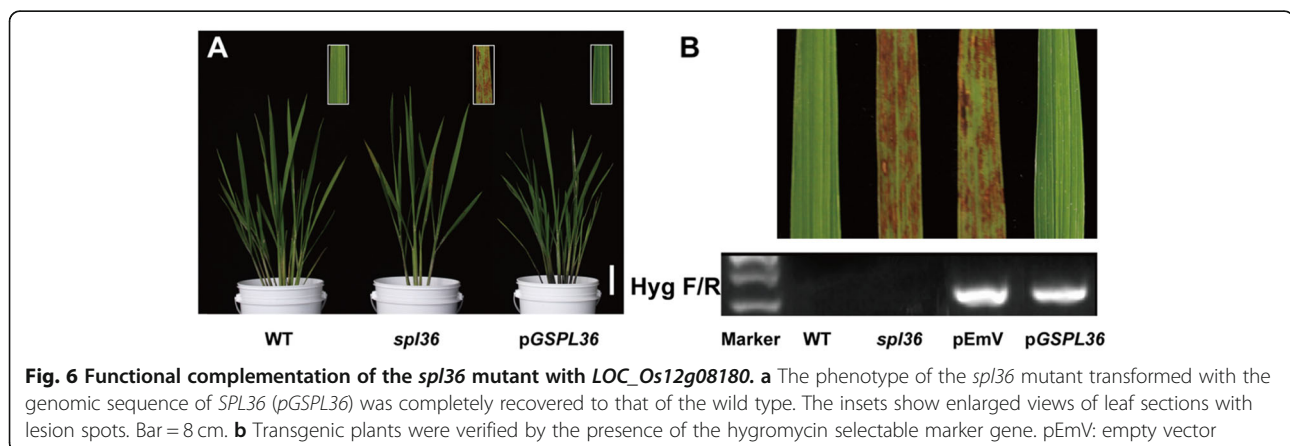 A
B
Hyg F/R
WT
spl36
pGSPL36
Marker
WT
spl36
pEmV
pGSPL36
Fig. 6 Functional complementation of the spl36 mutant with LOC_Os12g08180. a The phenotype of the spl36 mutant transformed with the
genomic sequence of SPL36 (pGSPL36) was completely recovered to that of the wild type. The insets show enlarged views of leaf sections with
lesion spots. Bar = 8 cm. b Transgenic plants were verified by the presence of the hygromycin selectable marker gene. pEmV: empty vector